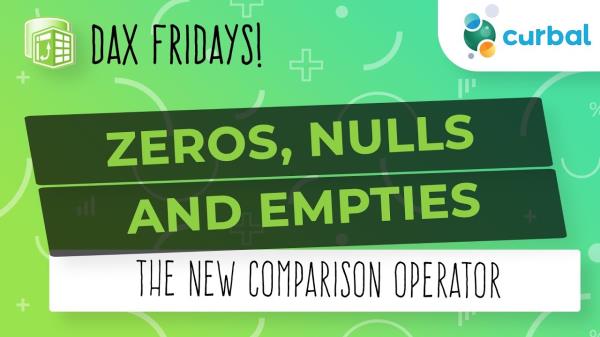 DAX FRIDAYS!
curbal
ZEROS, NULLS
AND EMPTIES
THE NEW COMPARISON OPERATOR